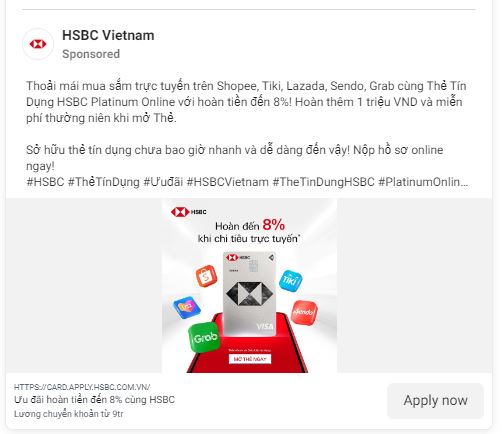 HSBC Vietnam
Sponsored
Thoải mái mua sắm trực tuyến trên Shopee, Tiki, Lazada, Sendo, Grab cùng Thẻ Tín
Dụng HSBC Platinum Online với hoàn tiền đến 8%! Hoàn thêm 1 triệu VND và miễn
phí thường niên khi mở Thẻ.
Sở hữu thẻ tín dụng chưa bao giờ nhanh và dễ dàng đến vậy! Nộp hồ sơ online
ngay!
#HSBC #ThẻTínDụng #Ưuđãi #HSBCVietnam #TheTinDungHSBC #PlatinumOnlin...
HSBC
Hoàn đến 8%
khi chi tiêu trực tuyến*
HSBC
TIKI
Sendo
Grab
VISA
MỞ THẺ NGAY
HTTPS://CARD.APPLY.HSBC.COM.VN/
Ưu đãi hoàn tiền đến 8% cùng HSBC
Lương chuyển khoản từ 9tr
Apply now